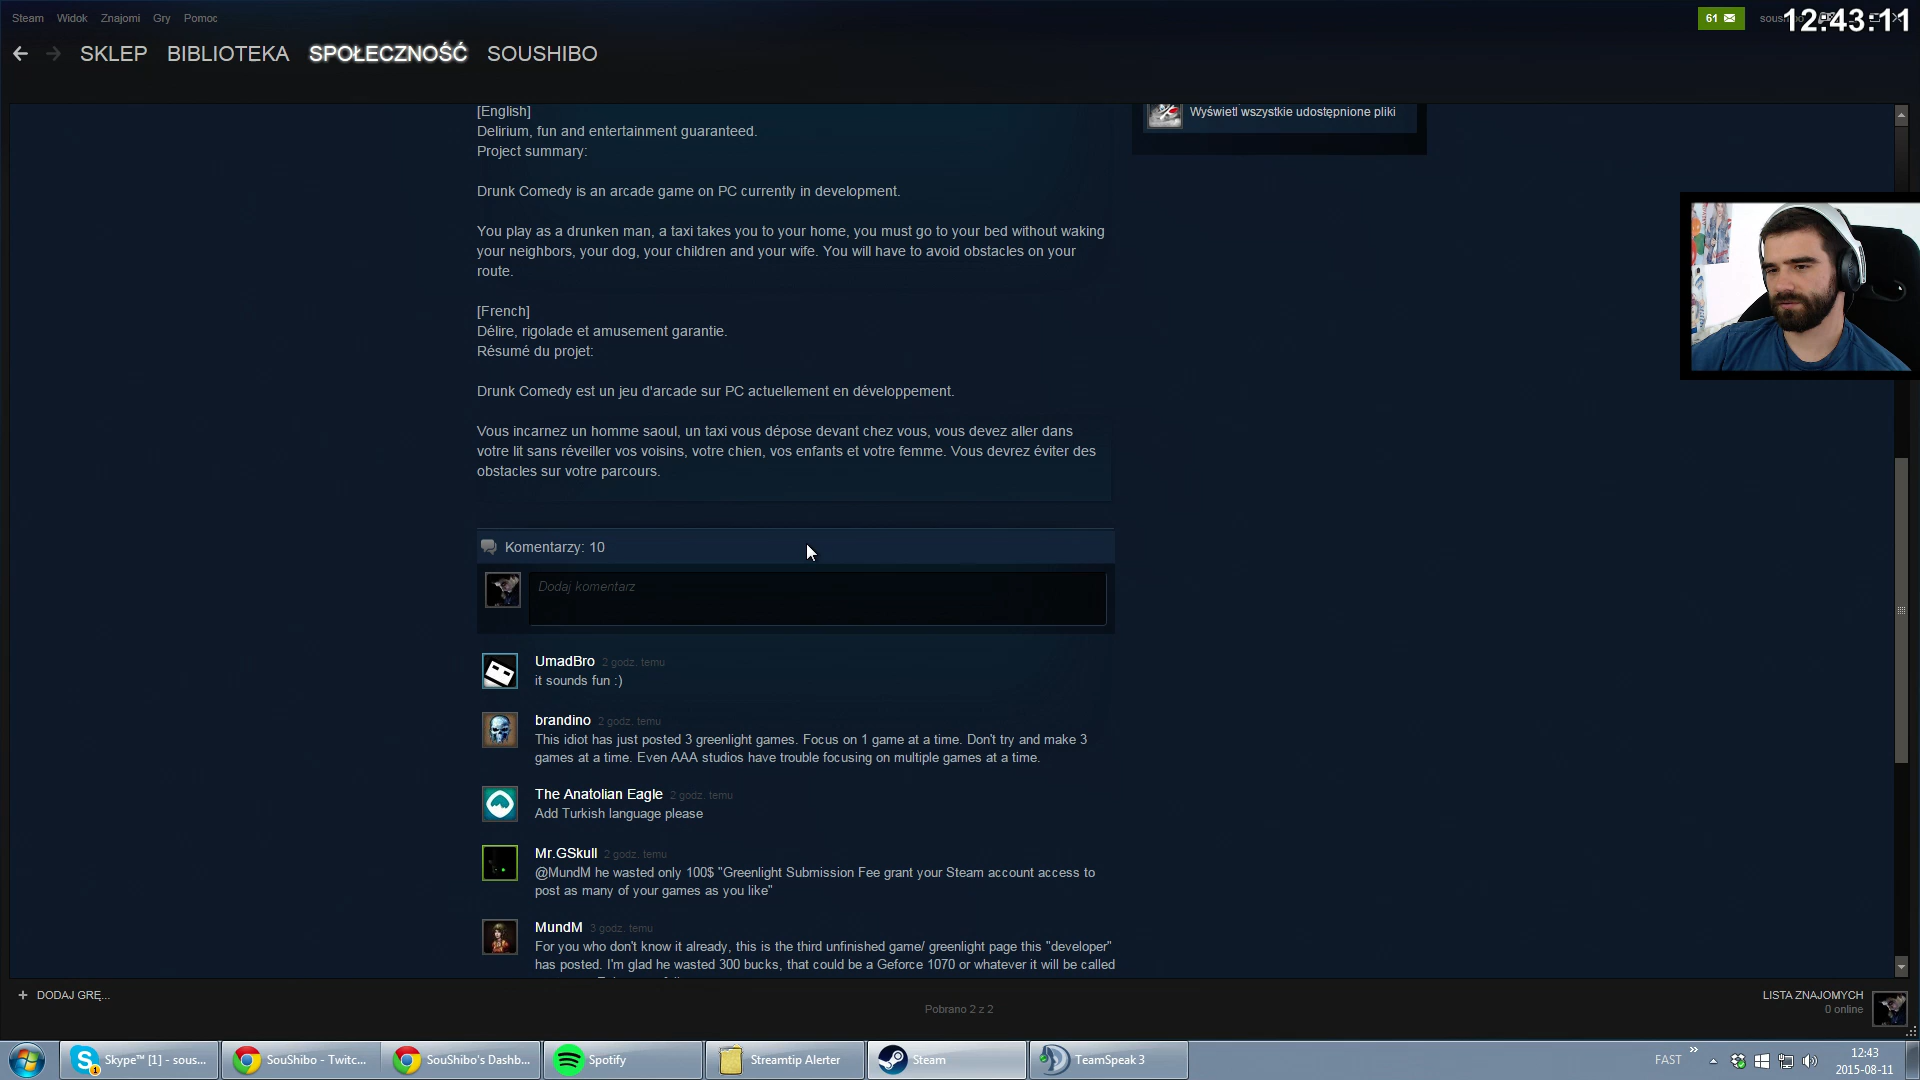 Steam Widok Znajomi Gry Pomoc
61
12:43:11
SKLEP BIBLIOTEKA SPOŁECZNOŚĆ SOUSHIBO
[English]
Delirium, fun and entertainment guaranteed.
Project summary:
Drunk Comedy is an arcade game on PC currently in development.
You play as a drunken man, a taxi takes you to your home, you must go to your bed without waking
your neighbors, your dog, your children and your wife. You will have to avoid obstacles on your
route.
[French]
Délire, rigolade et amusement garantie.
Résumé du projet:
Drunk Comedy est un jeu d'arcade sur PC actuellement en développement.
Vous incarnez un homme saoul, un taxi vous dépose devant chez vous, vous devez aller dans
votre lit sans réveiller vos voisins, votre chien, vos enfants et votre femme. Vous devrez éviter des
obstacles sur votre parcours.
Wyświetl wszystkie udostępnione pliki
Komentarzy: 10
Dodaj komentarz
UmadBro 2 godz. temu
it sounds fun :)
brandino 2 godz. temu
This idiot has just posted 3 greenlight games. Focus on 1 game at a time. Don't try and make 3
games at a time. Even AAA studios have trouble focusing on multiple games at a time.
The Anatolian Eagle 2 godz. temu
Add Turkish language please
Mr.GSkull 2 godz. temu
@MundM he wasted only 100$ "Greenlight Submission Fee grant your Steam account access to
post as many of your games as you like"
MundM 3 godz. temu
For you who don't know it already, this is the third unfinished game/ greenlight page this "developer"
has posted. I'm glad he wasted 300 bucks, that could be a Geforce 1070 or whatever it will be called
+ DODAJ GRĘ...
Pobrano 2 z 2
LISTA ZNAJOMYCH
0 online
Skype™ [1] - sous...
SouShibo - Twitc...
SouShibo's Dashb...
Spotify
Streamtip Alerter
Steam
TeamSpeak 3
FAST
12:43
2015-08-11